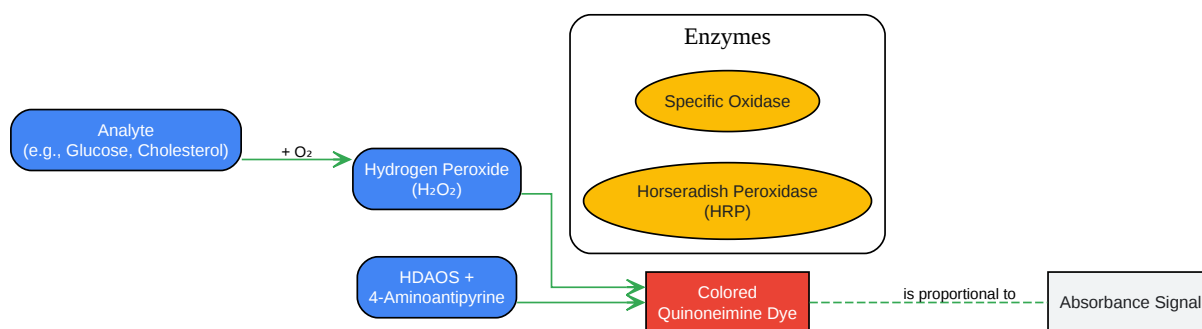 Enzymes
Specific Oxidase
Analyte
(e.g., Glucose, Cholesterol)
+ O₂
Hydrogen Peroxide
(H₂O₂)
Horseradish Peroxidase
(HRP)
HDAOS +
4-Aminoantipyrine
Colored
Quinoneimine Dye
is proportional to
Absorbance Signal